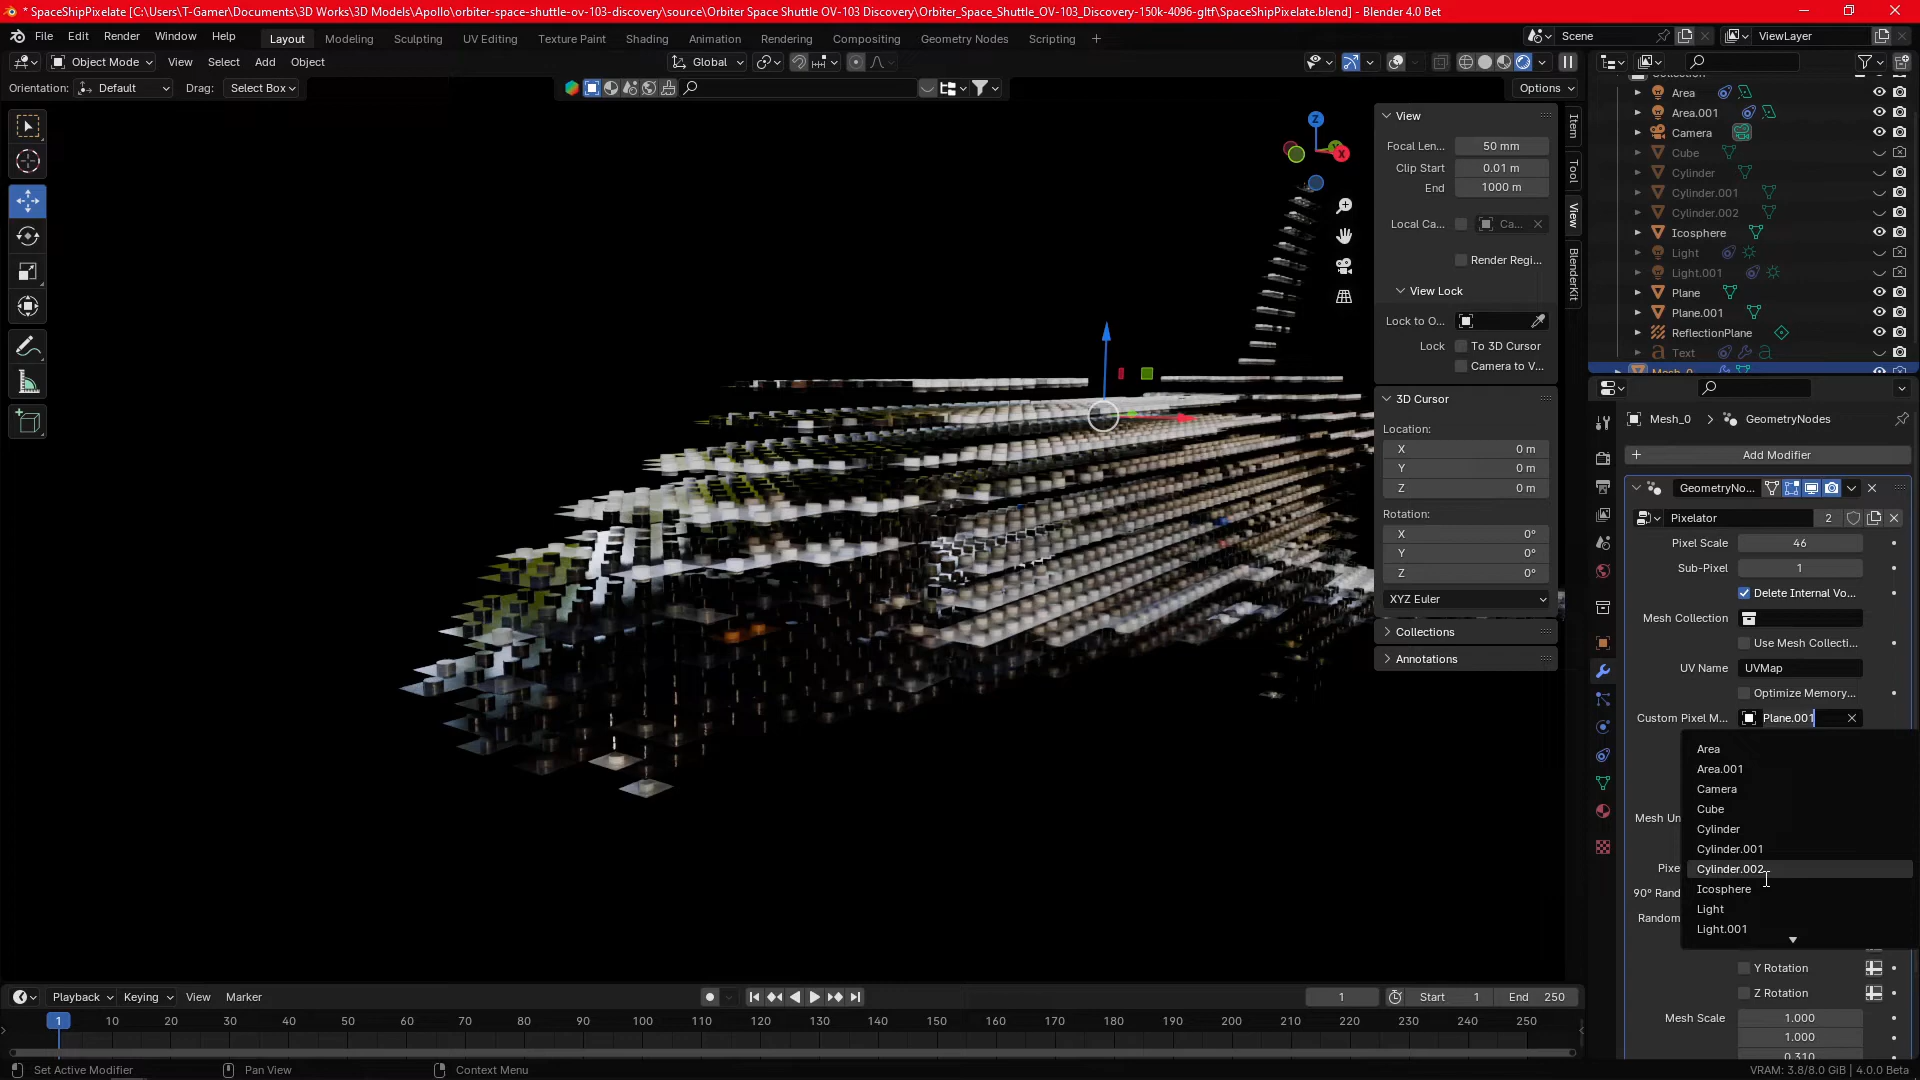 * SpaceShipPixelate [C:\Users\T-Gamer\Documents\3D Works\3D Models\Apollo\orbiter-space-shuttle-ov-103-discovery\source\Orbiter Space Shuttle OV-103 Discovery\Orbiter_Space_Shuttle_OV-103_Discovery-150k-4096-gltf\SpaceShipPixelate.blend] - Blender 4.0 Beta
File Edit Render Window Help Layout Modeling Sculpting UV Editing Texture Paint Shading Animation Rendering Compositing Geometry Nodes Scripting + Scene ViewLayer
Object Mode View Select Add Object Global
Orientation: Default Drag: Select Box Options
View
Focal Len... 50 mm
Clip Start 0.01 m
End 1000 m
Local Ca... Ca...
Render Regi...
View Lock
Lock to O...
Lock To 3D Cursor
Camera to V...
3D Cursor
Location:
X 0 m
Y 0 m
Z 0 m
Rotation:
X 0°
Y 0°
Z 0°
XYZ Euler
Collections
Annotations
Item
Tool
View
BlenderKit
Z
X
Area
Area.001
Camera
Cube
Cylinder
Cylinder.001
Cylinder.002
Icosphere
Light
Light.001
Plane
Plane.001
ReflectionPlane
Text
Mesh_0
Mesh_0 > GeometryNodes
Add Modifier
GeometryNo...
Pixelator 2
Pixel Scale 46
Sub-Pixel 1
Delete Internal Vo...
Mesh Collection
Use Mesh Collecti...
UV Name UVMap
Optimize Memory...
Custom Pixel M... Plane.001
Area
Area.001
Camera
Cube
Cylinder
Mesh Un
Cylinder.001
Pixe
Cylinder.002
90° Rand
Icosphere
Random
Light
Light.001
Y Rotation
Z Rotation
Mesh Scale 1.000
1.000
0.310
Playback Keying View Marker 1 Start 1 End 250
1 10 20 30 40 50 60 70 80 90 100 110 120 130 140 150 160 170 180 190 200 210 220 230 240 250
Set Active Modifier Pan View Context Menu VRAM: 3.8/8.0 GiB | 4.0.0 Beta